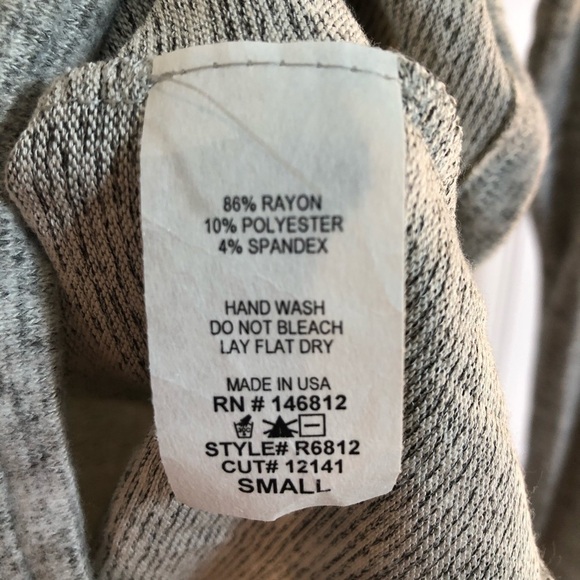 86% RAYON
10% POLYESTER
4% SPANDEX
HAND WASH
DO NOT BLEACH
LAY FLAT DRY
MADE IN USA
RN # 146812
STYLE# R6812
CUT# 12141
SMALL